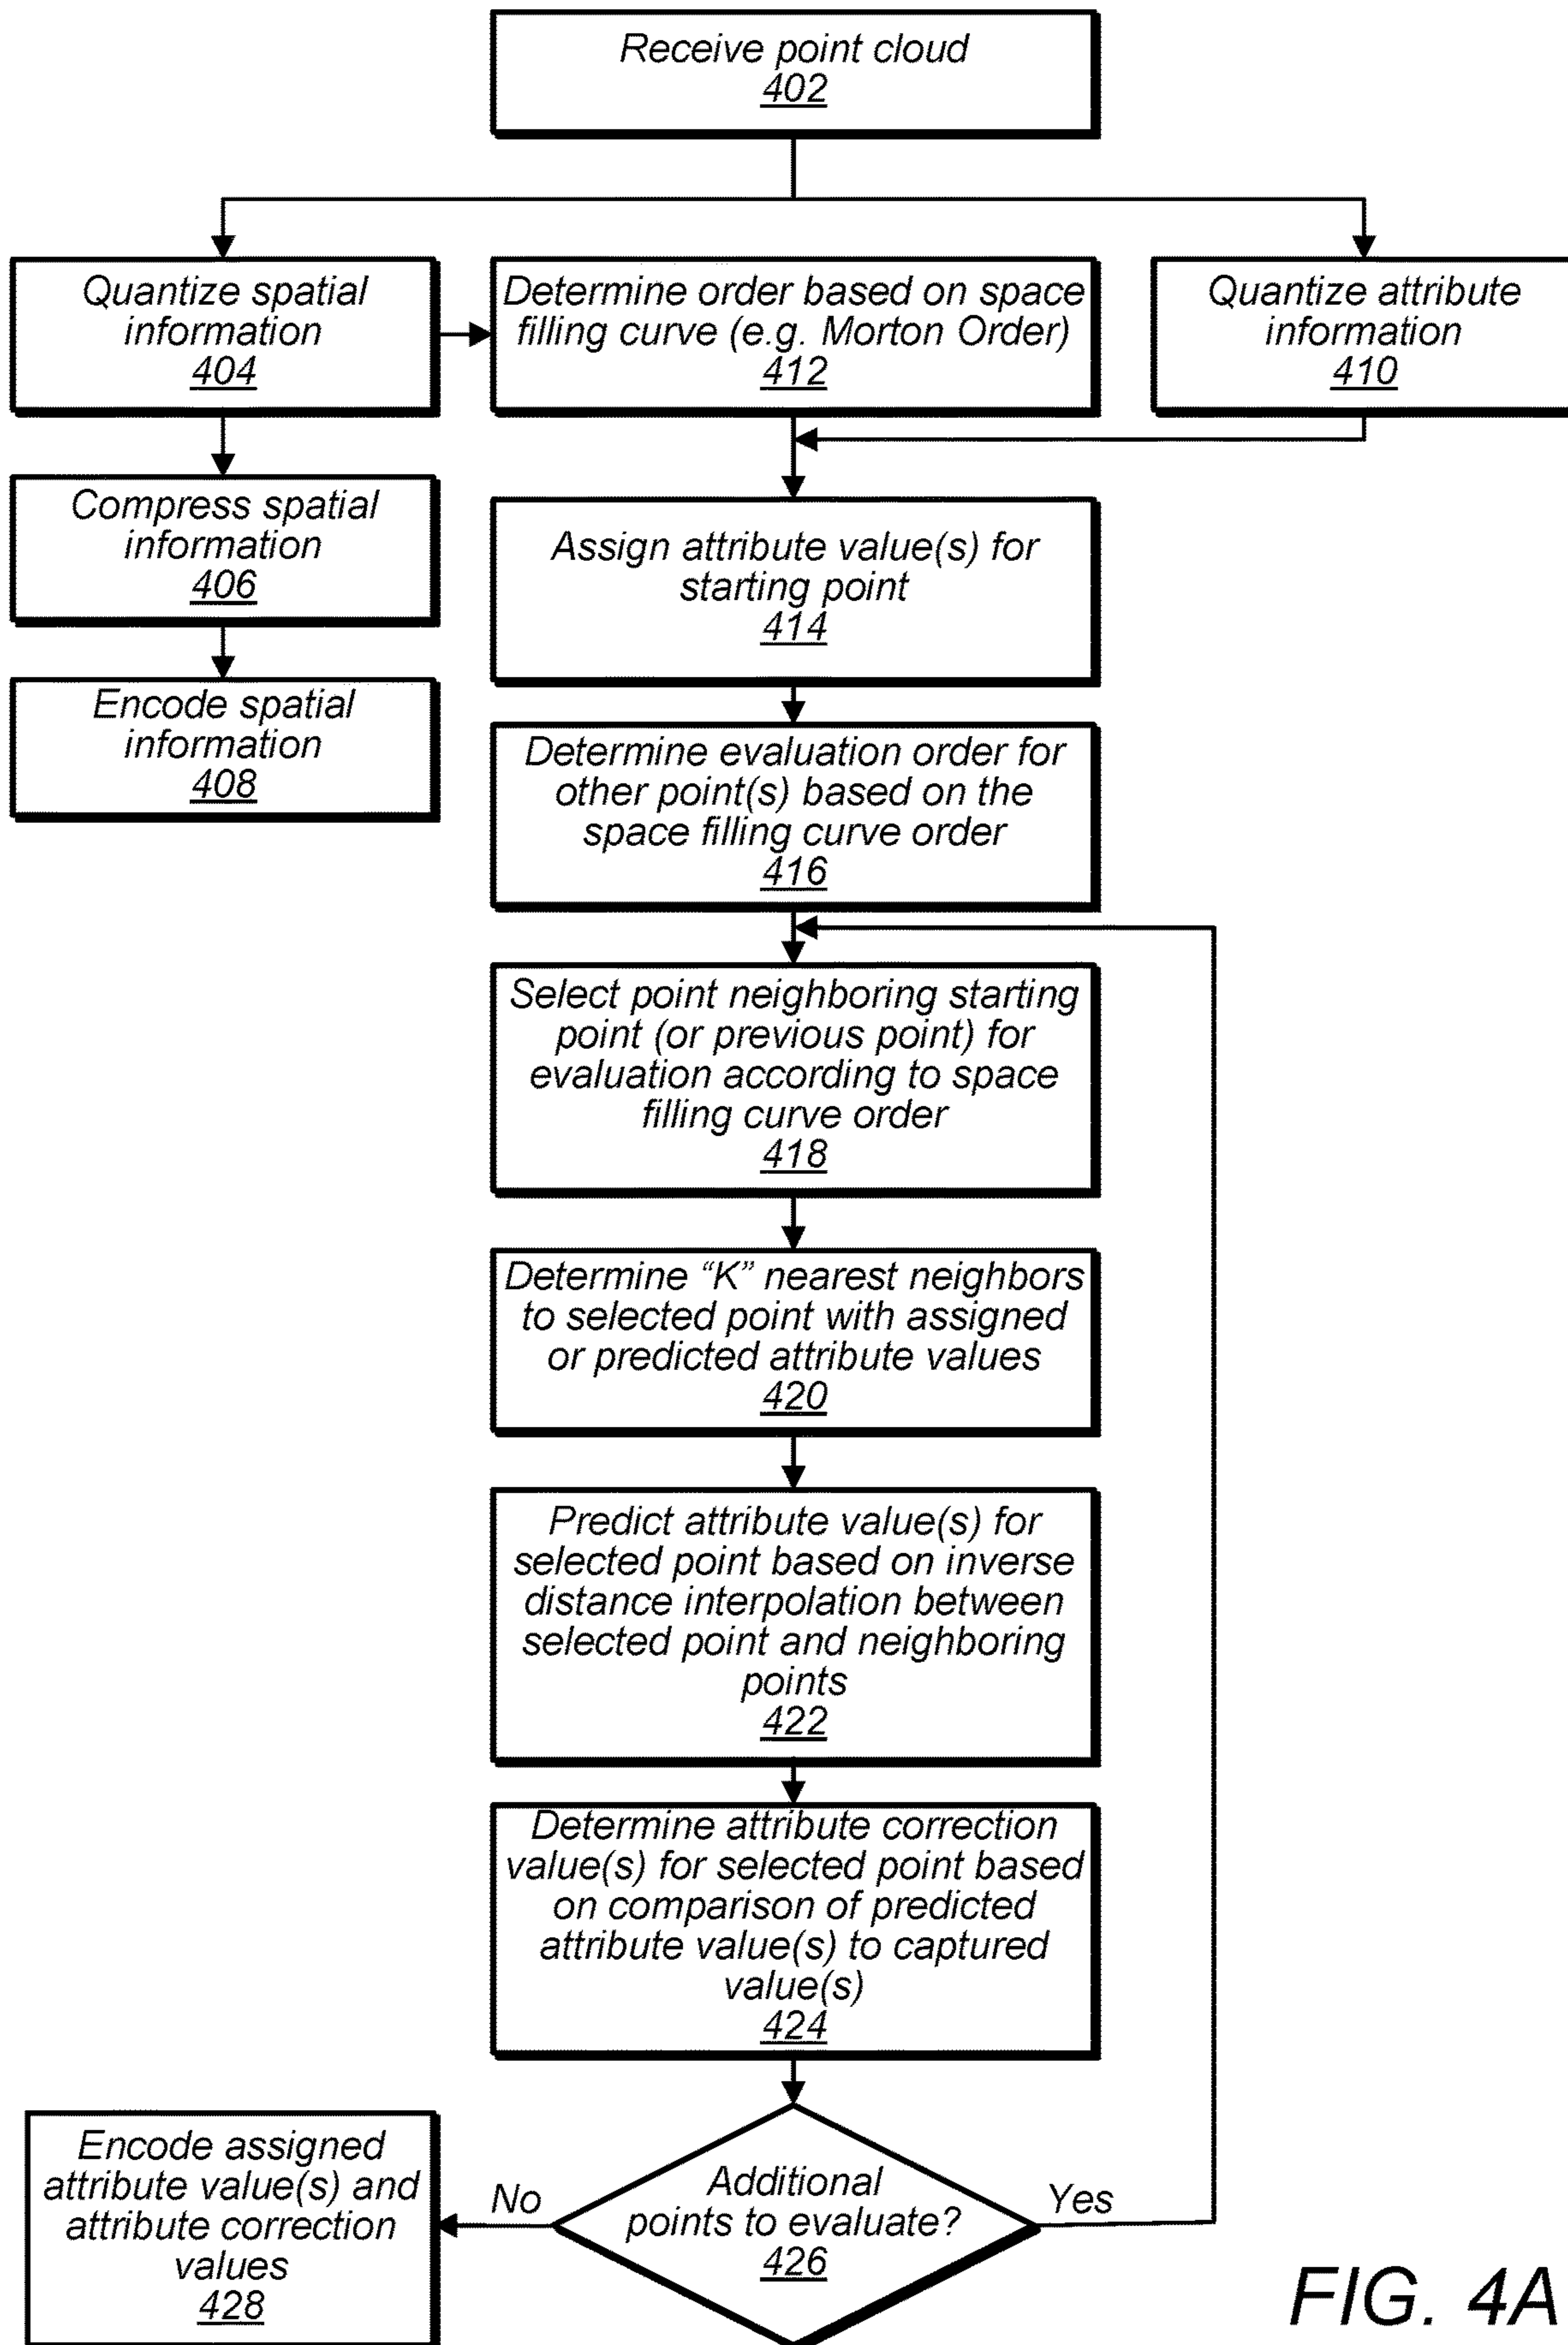 Receive point cloud
402
Quantize spatial
information
404
Determine order based on space
filling curve (e.g. Morton Order)
412
Quantize attribute
information
410
Compress spatial
information
406
Assign attribute value(s) for
starting point
414
Encode spatial
information
408
Determine evaluation order for
other point(s) based on the
space filling curve order
416
Select point neighboring starting
point (or previous point) for
evaluation according to space
filling curve order
418
Determine “K” nearest neighbors
to selected point with assigned
or predicted attribute values
420
Predict attribute value(s) for
selected point based on inverse
distance interpolation between
selected point and neighboring
points
422
Determine attribute correction
value(s) for selected point based
on comparison of predicted
attribute value(s) to captured
value(s)
424
Encode assigned
attribute value(s) and
attribute correction
values
428
No
Additional
points to evaluate?
426
Yes
FIG. 4A